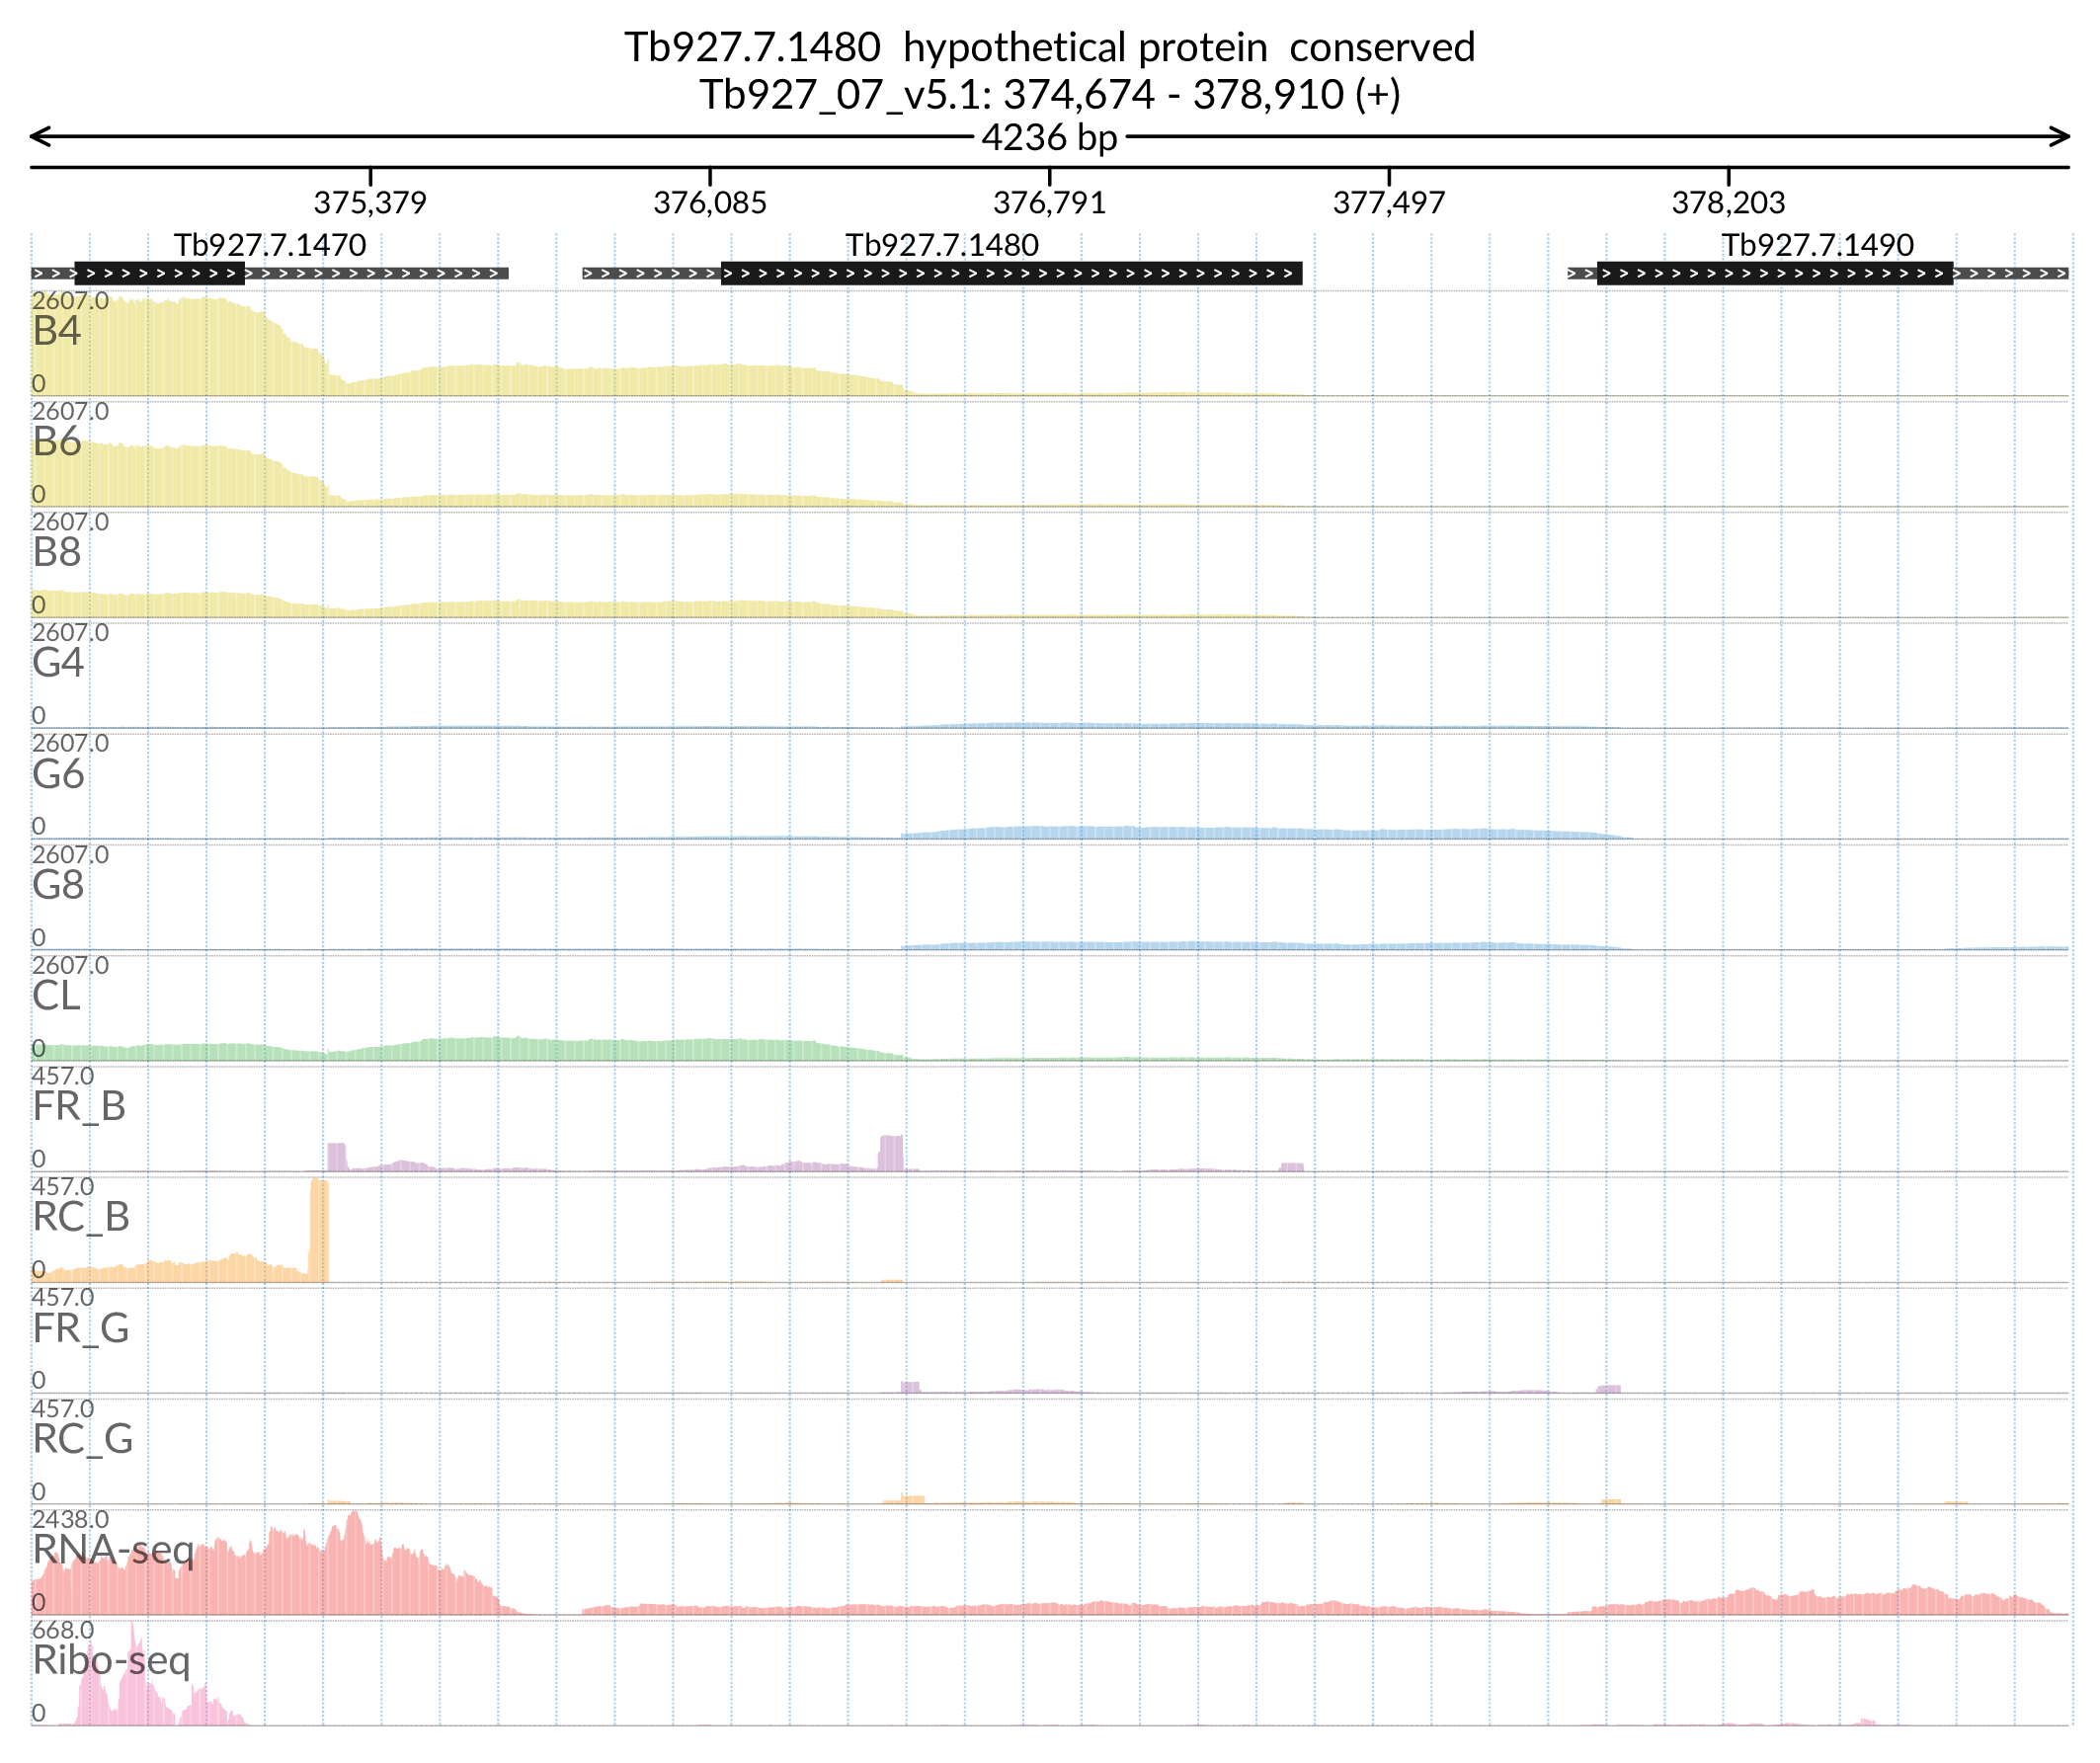 Tb927.7.1480  hypothetical protein  conserved
Tb927_07_v5.1: 374,674 - 378,910 (+)
4236 bp
375,379 376,085 376,791 377,497 378,203
Tb927.7.1470 Tb927.7.1480 Tb927.7.1490
2607.0
B4
0
2607.0
B6
0
2607.0
B8
0
2607.0
G4
0
2607.0
G6
0
2607.0
G8
0
2607.0
CL
0
457.0
FR_B
0
457.0
RC_B
0
457.0
FR_G
0
457.0
RC_G
0
2438.0
RNA-seq
0
668.0
Ribo-seq
0